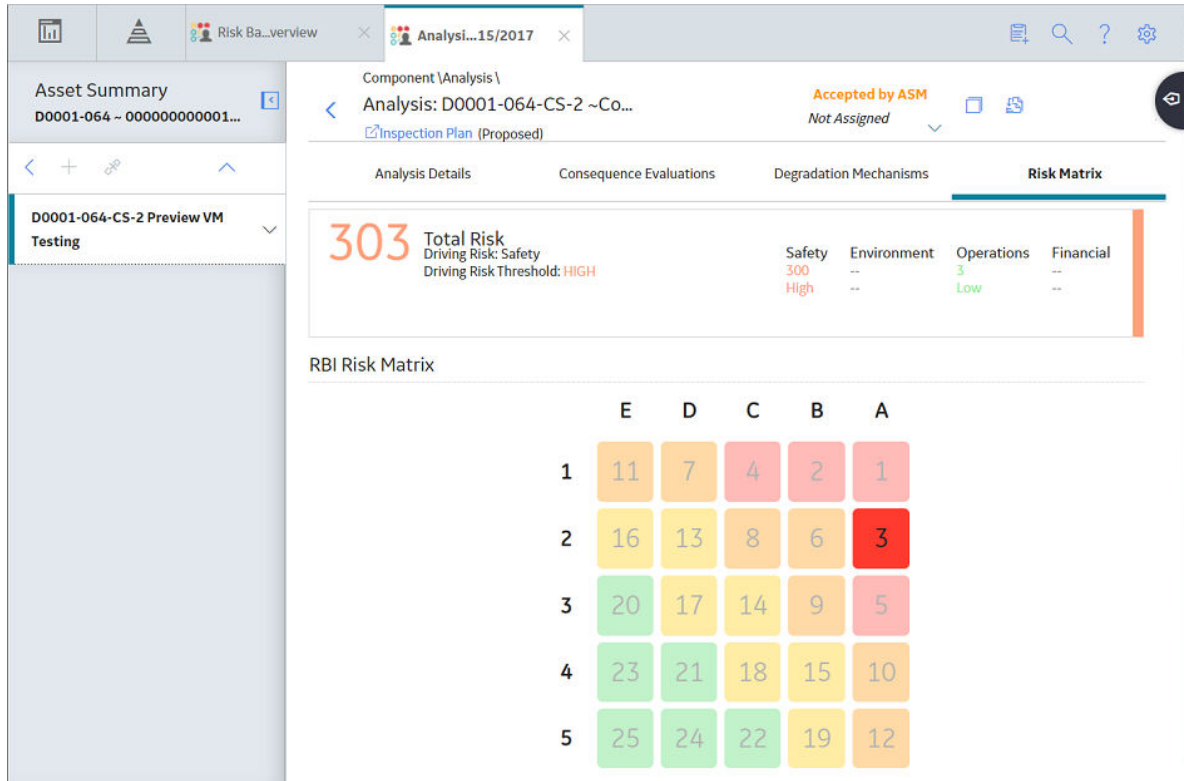 Risk Ba...verview
Analysi...15/2017
Asset Summary
D0001-064 ~ 000000000001...
D0001-064-CS-2 Preview VM
Testing
Component \Analysis \
Analysis: D0001-064-CS-2 ~Co...
Inspection Plan (Proposed)
Accepted by ASM
Not Assigned
Analysis Details Consequence Evaluations Degradation Mechanisms Risk Matrix
303 Total Risk
Driving Risk: Safety
Driving Risk Threshold: HIGH
Safety Environment Operations Financial
300 -- 3 --
High -- Low --
RBI Risk Matrix
E D C B A
1 11 7 4 2 1
2 16 13 8 6 3
3 20 17 14 9 5
4 23 21 18 15 10
5 25 24 22 19 12